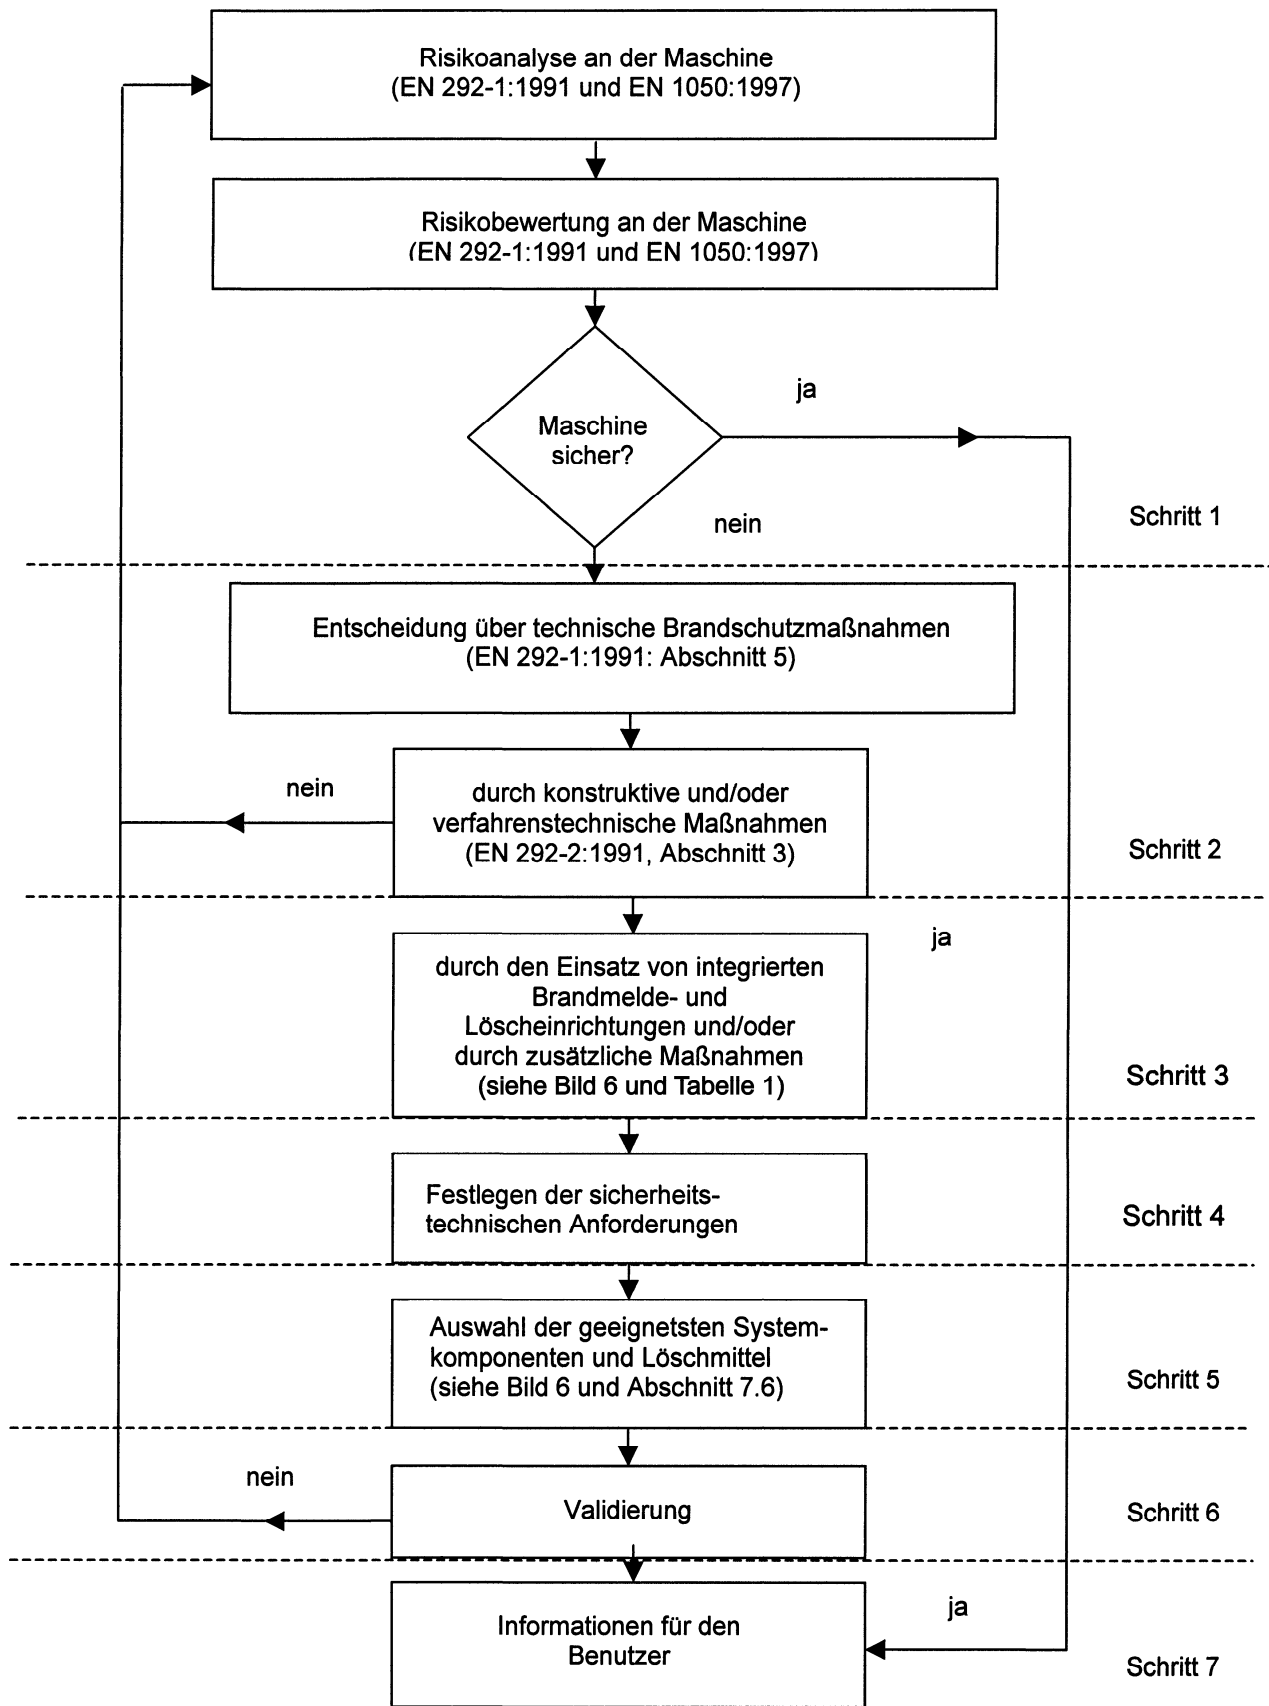 Risikoanalyse an der Maschine
(EN 292-1:1991 und EN 1050:1997)
Risikobewertung an der Maschine
(EN 292-1:1991 und EN 1050:1997)
ja
Maschine
sicher?
nein
Schritt 1
Entscheidung über technische Brandschutzmaßnahmen
(EN 292-1:1991: Abschnitt 5)
nein
durch konstruktive und/oder
verfahrenstechnische Maßnahmen
(EN 292-2:1991, Abschnitt 3)
Schritt 2
ja
durch den Einsatz von integrierten
Brandmelde- und
Löscheinrichtungen und/oder
durch zusätzliche Maßnahmen
(siehe Bild 6 und Tabelle 1)
Schritt 3
Festlegen der sicherheits-
technischen Anforderungen
Schritt 4
Auswahl der geeignetsten System-
komponenten und Löschmittel
(siehe Bild 6 und Abschnitt 7.6)
Schritt 5
nein
Validierung
Schritt 6
ja
Informationen für den
Benutzer
Schritt 7